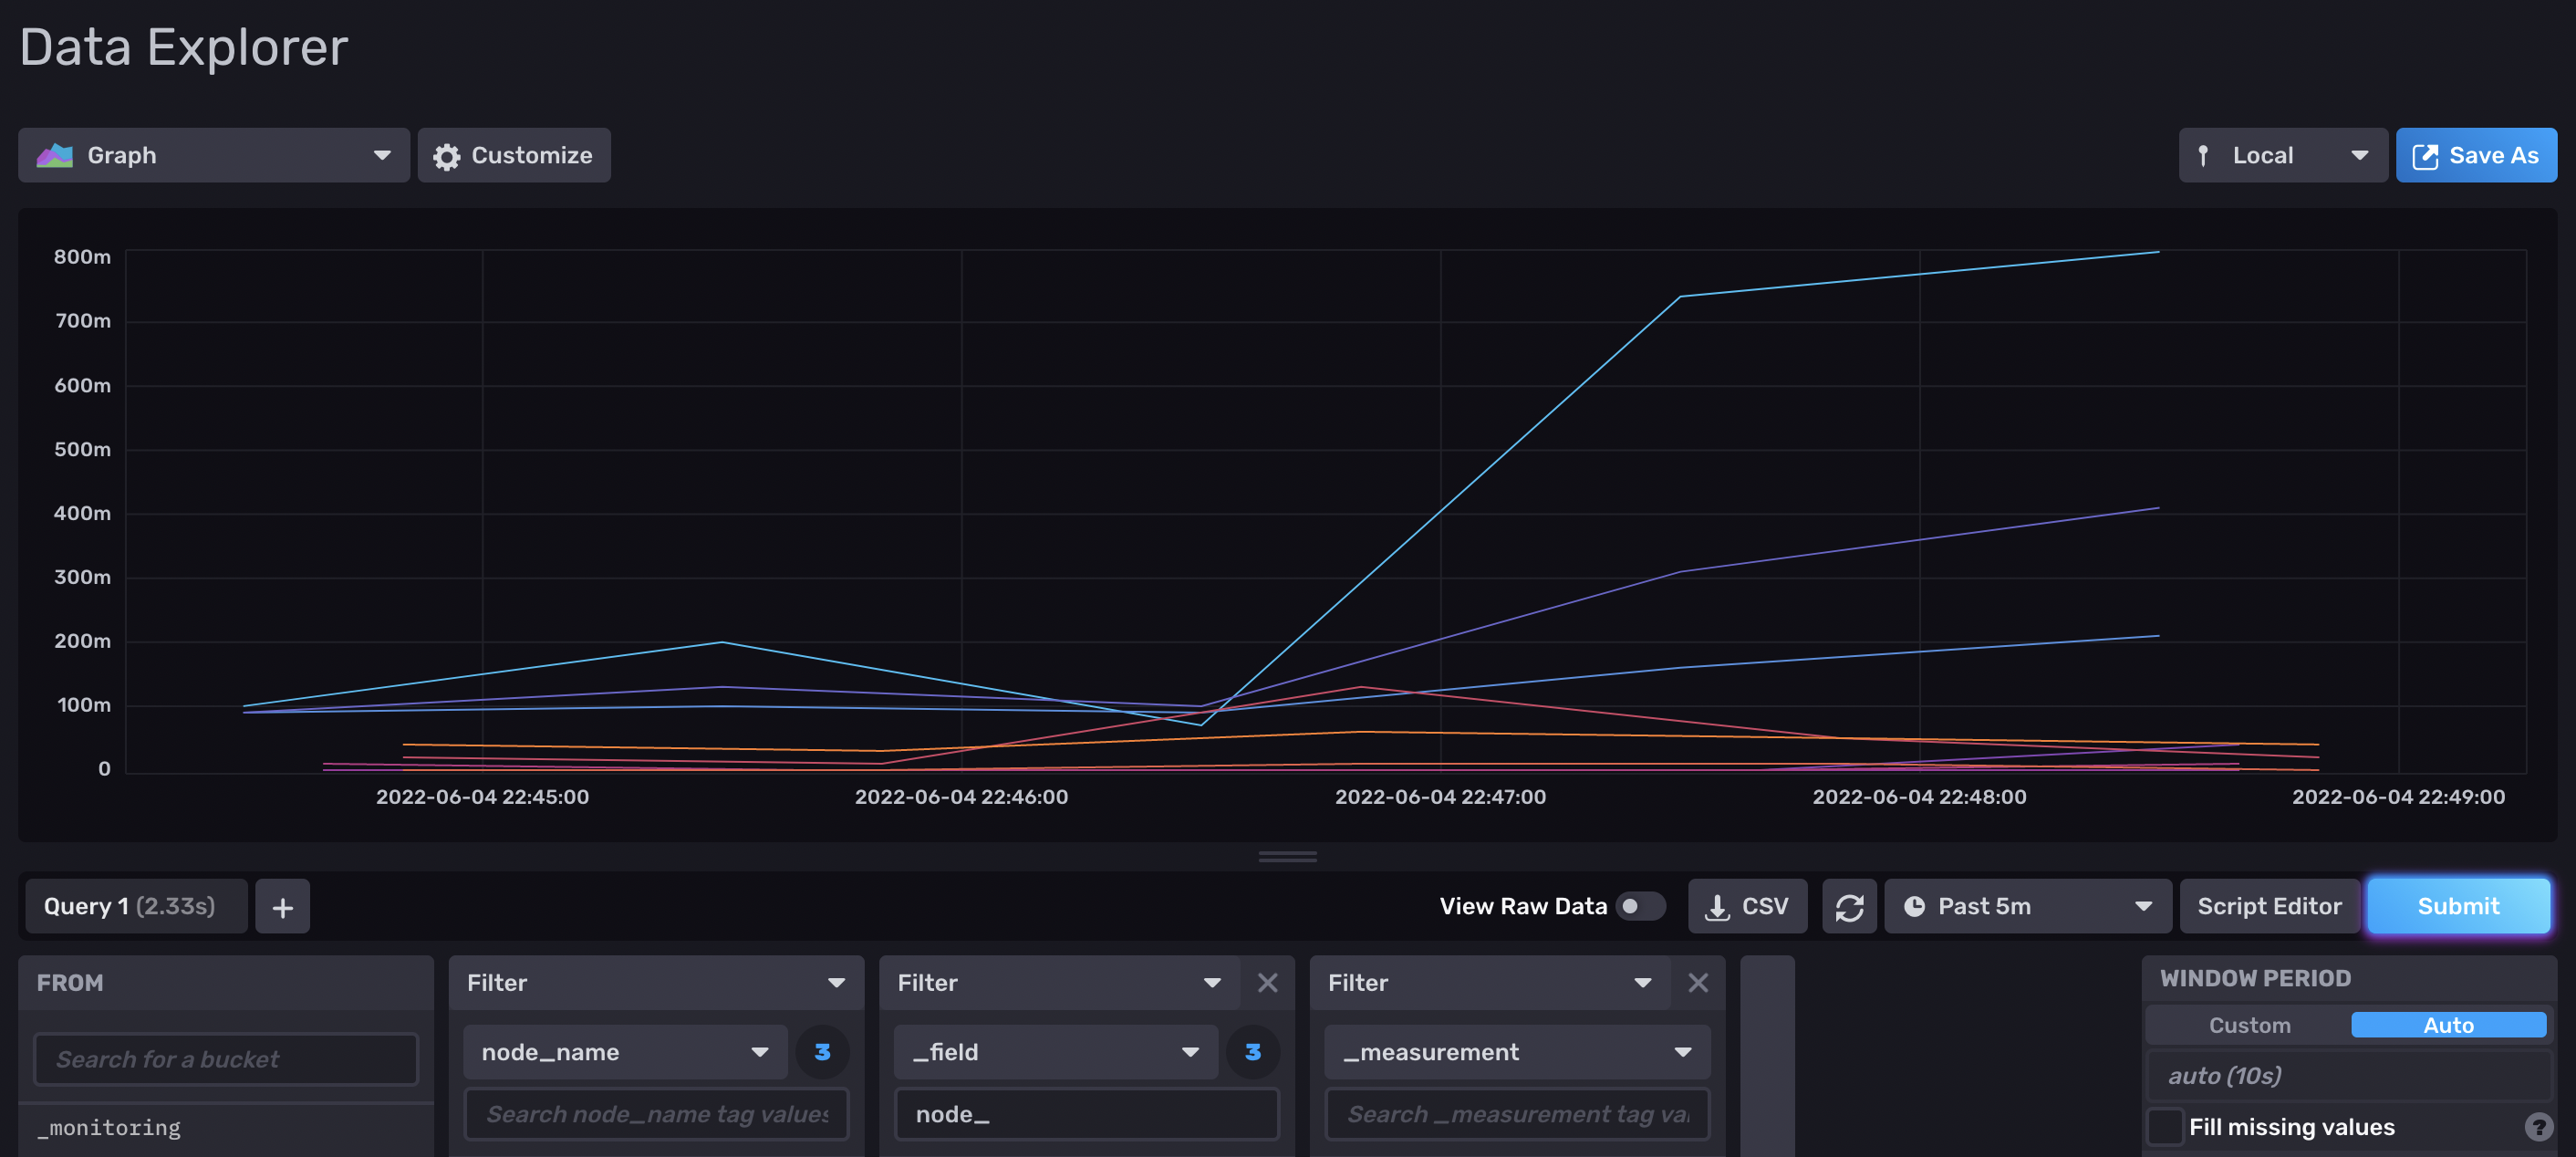 Data Explorer
Graph
Customize
Local
Save As
800m
700m
600m
500m
400m
300m
200m
100m
0
2022-06-04 22:45:00
2022-06-04 22:46:00
2022-06-04 22:47:00
2022-06-04 22:48:00
2022-06-04 22:49:00
Query 1 (2.33s)
+
View Raw Data
CSV
Past 5m
Script Editor
Submit
FROM
Search for a bucket
_monitoring
Filter
node_name
3
Search node_name tag values
Filter
_field
3
node_
Filter
_measurement
Search _measurement tag va
WINDOW PERIOD
Custom
Auto
auto (10s)
Fill missing values
?